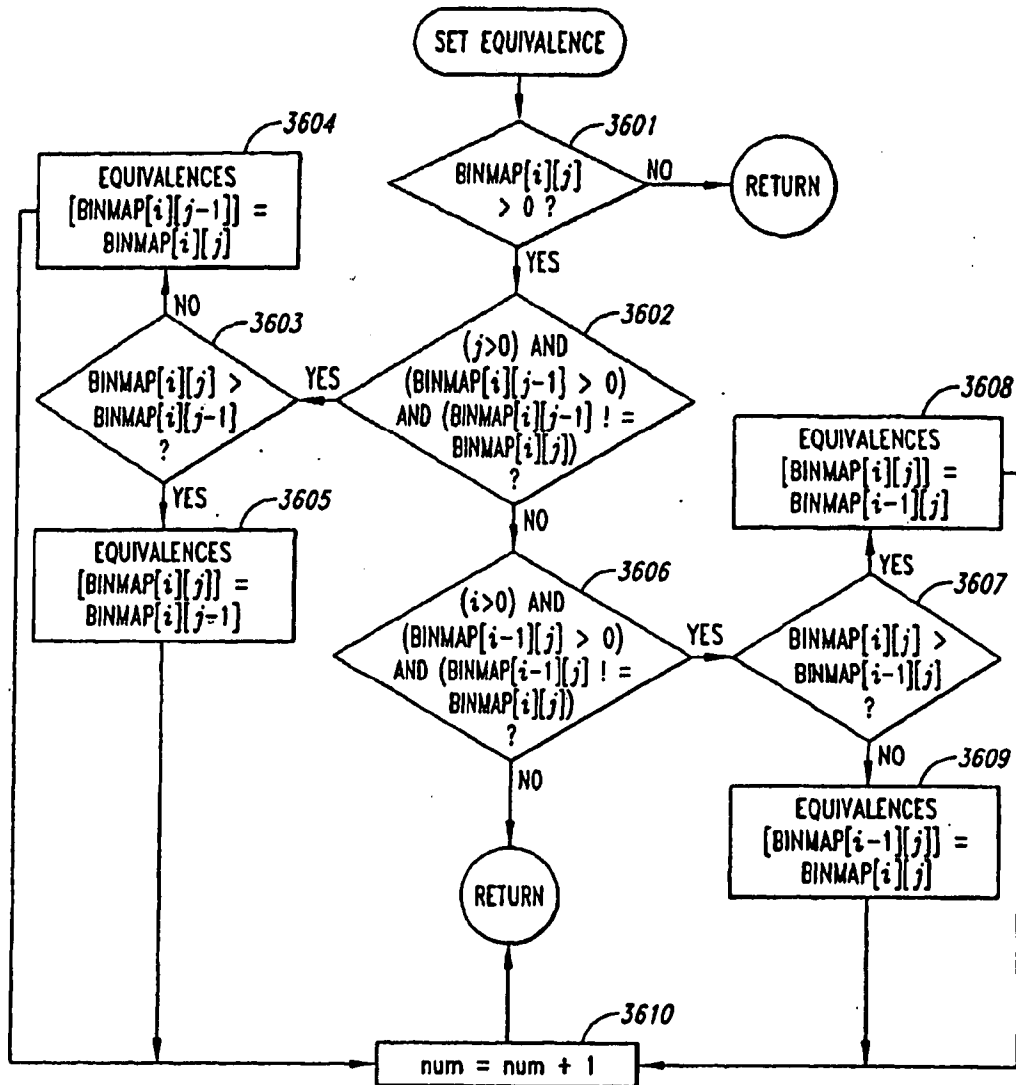 SET EQUIVALENCE
3601
BINMAP[i][j]
> 0 ?
NO
RETURN
YES
3602
(j>0) AND
(BINMAP[i][j-1} > 0)
AND (BINMAP[i][j-1] ! =
BINMAP[i][j])
?
YES
NO
3603
BINMAP[i][j} >
BINMAP[i][j-1]
?
NO
YES
3604
EQUIVALENCES
[BINMAP[i][j-1]] =
BINMAP[i][j]
3605
EQUIVALENCES
[BINMAP[i][j]] =
BINMAP[i][j-1]
3606
(i>0) AND
(BINMAP[i-1][j} > 0)
AND (BINMAP[i-1][j] ! =
BINMAP[i][j])
?
YES
NO
3607
BINMAP[i][j] >
BINMAP[i-1][j]
?
YES
NO
3608
EQUIVALENCES
[BINMAP[i][j]] =
BINMAP[i-1][j]
3609
EQUIVALENCES
[BINMAP[i-1][j]] =
BINMAP[i][j]
RETURN
3610
num = num + 1